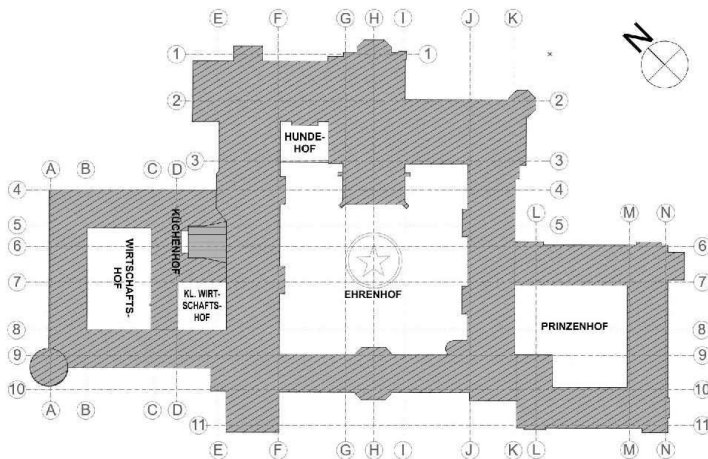 E F G H I J K
N
1 1
2 2
HUNDE-
HOF
3 3
A B C D
4 4
L M N
5 5
6 6
KÜCHENHOF
WIRTSCHAFTS-
HOF
7 7
EHRENHOF
KL. WIRT-
SCHAFTS-
HOF
PRINZENHOF
8 8
9 9
10 10
A B C D
11 11
E F G H I J K L M N